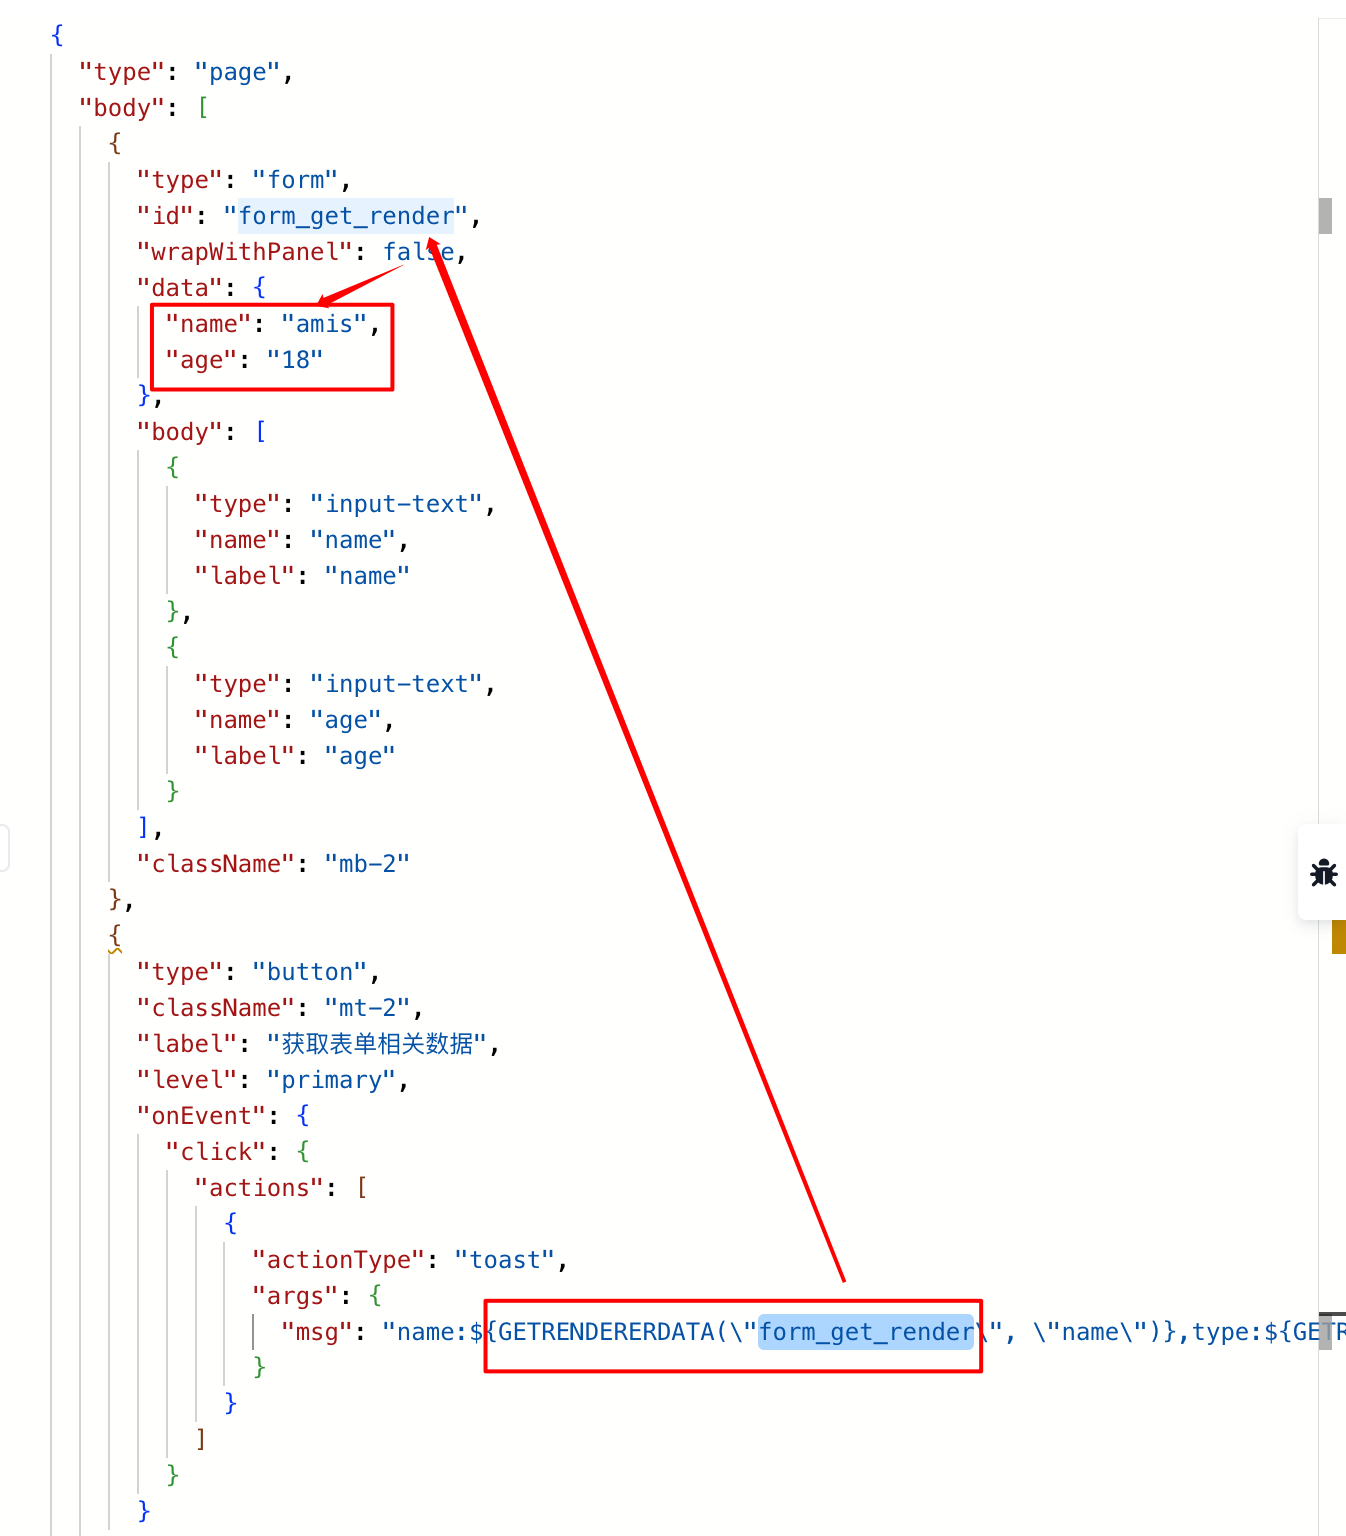 {
"type": "page",
"body": [
{
"type": "form",
"id": "form_get_render",
"wrapWithPanel": false,
"data": {
"name": "amis",
"age": "18"
},
"body": [
{
"type": "input-text",
"name": "name",
"label": "name"
},
{
"type": "input-text",
"name": "age",
"label": "age"
}
],
"className": "mb-2"
},
{
"type": "button",
"className": "mt-2",
"label": "获取表单相关数据",
"level": "primary",
"onEvent": {
"click": {
"actions": [
{
"actionType": "toast",
"args": {
"msg": "name:${GETRENDERERDATA(\"form_get_render\", \"name\")},type:${GETR
}
}
]
}
}